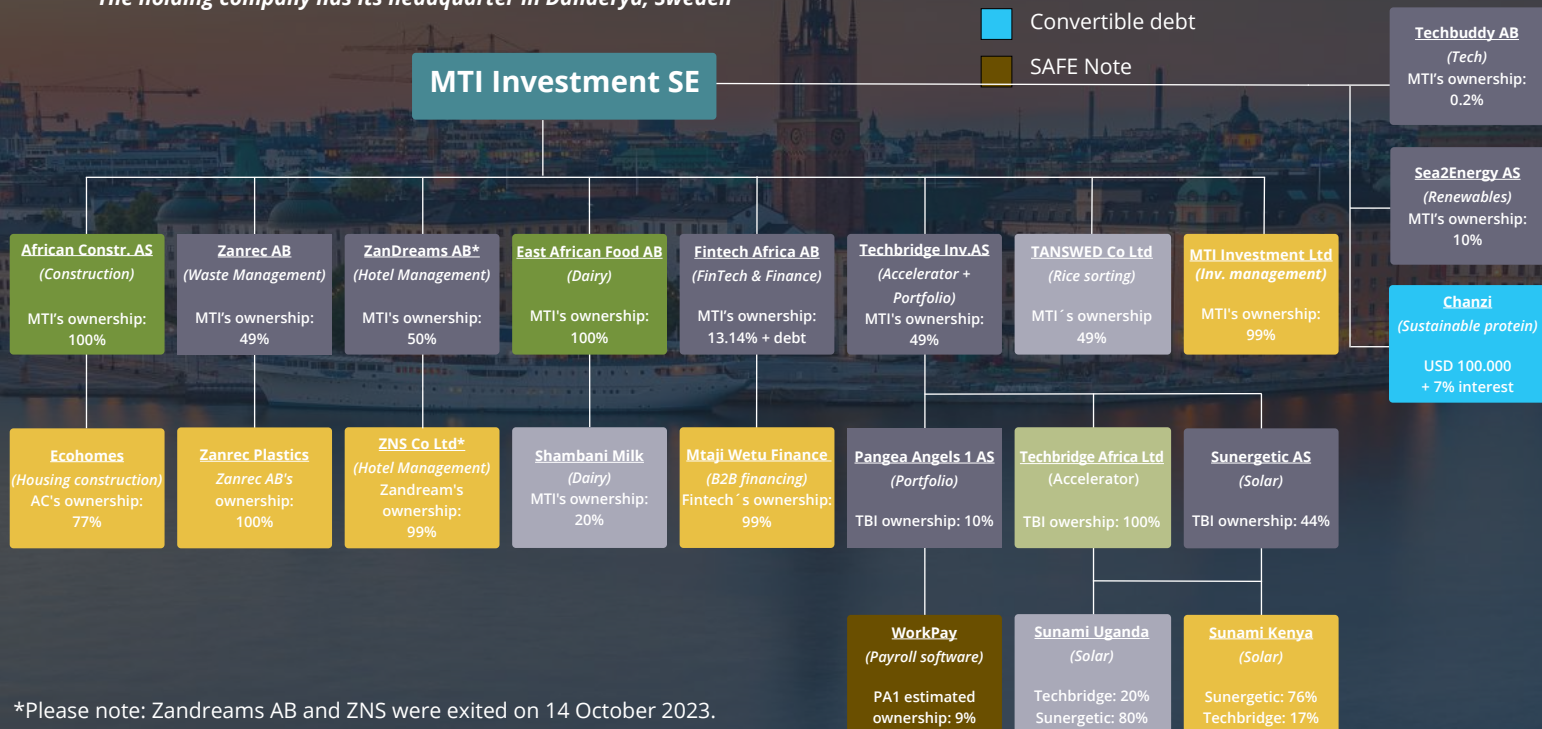 The holding company has its headquarter in Danderyd, Sweden
Convertible debt
SAFE Note
MTI Investment SE
Techbuddy AB
(Tech)
MTI's ownership:
0.2%
Sea2Energy AS
(Renewables)
MTI's ownership:
10%
Chanzi
(Sustainable protein)
USD 100.000
+ 7% interest
African Constr. AS
(Construction)
MTI's ownership:
100%
Zanrec AB
(Waste Management)
MTI's ownership:
49%
ZanDreams AB*
(Hotel Management)
MTI's ownership:
50%
East African Food AB
(Dairy)
MTI's ownership:
100%
Fintech Africa AB
(FinTech & Finance)
MTI's ownership:
13.14% + debt
Techbridge Inv.AS
(Accelerator +
Portfolio)
MTI's ownership:
49%
TANSWED Co Ltd
(Rice sorting)
MTI´s ownership
49%
MTI Investment Ltd
(Inv. management)
MTI's ownership:
99%
Ecohomes
(Housing construction)
AC's ownership:
77%
Zanrec Plastics
Zanrec AB's
ownership:
100%
ZNS Co Ltd*
(Hotel Management)
Zandream's
ownership:
99%
Shambani Milk
(Dairy)
MTI's ownership:
20%
Mtaji Wetu Finance
(B2B financing)
Fintech´s ownership:
99%
Pangea Angels 1 AS
(Portfolio)
TBI ownership: 10%
Techbridge Africa Ltd
(Accelerator)
TBI owership: 100%
Sunergetic AS
(Solar)
TBI ownership: 44%
WorkPay
(Payroll software)
PA1 estimated
ownership: 9%
Sunami Uganda
(Solar)
Techbridge: 20%
Sunergetic: 80%
Sunami Kenya
(Solar)
Sunergetic: 76%
Techbridge: 17%
*Please note: Zandreams AB and ZNS were exited on 14 October 2023.